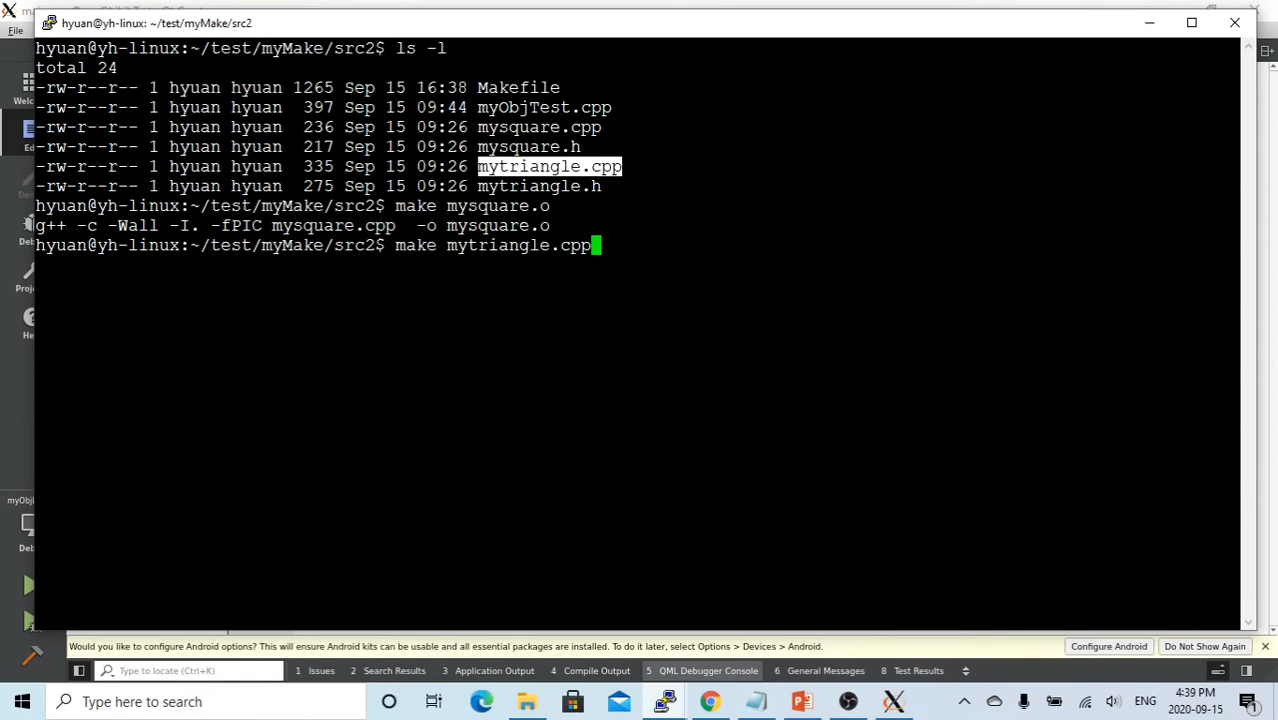 hyuan@yh-linux: ~/test/myMake/src2
File
hyuan@yh-linux:~/test/myMake/src2$ ls -l
total 24
-rw-r--r-- 1 hyuan hyuan 1265 Sep 15 16:38 Makefile
-rw-r--r-- 1 hyuan hyuan  397 Sep 15 09:44 myObjTest.cpp
-rw-r--r-- 1 hyuan hyuan  236 Sep 15 09:26 mysquare.cpp
-rw-r--r-- 1 hyuan hyuan  217 Sep 15 09:26 mysquare.h
-rw-r--r-- 1 hyuan hyuan  335 Sep 15 09:26 mytriangle.cpp
-rw-r--r-- 1 hyuan hyuan  275 Sep 15 09:26 mytriangle.h
hyuan@yh-linux:~/test/myMake/src2$ make mysquare.o
g++ -c -Wall -I. -fPIC mysquare.cpp  -o mysquare.o
hyuan@yh-linux:~/test/myMake/src2$ make mytriangle.cpp
Would you like to configure Android options? This will ensure Android kits can be usable and all essential packages are installed. To do it later, select Options > Devices > Android.
Configure Android
Do Not Show Again
Type to locate (Ctrl+K)
1 Issues
2 Search Results
3 Application Output
4 Compile Output
5 QML Debugger Console
6 General Messages
8 Test Results
Type here to search
ENG
4:39 PM
2020-09-15
1